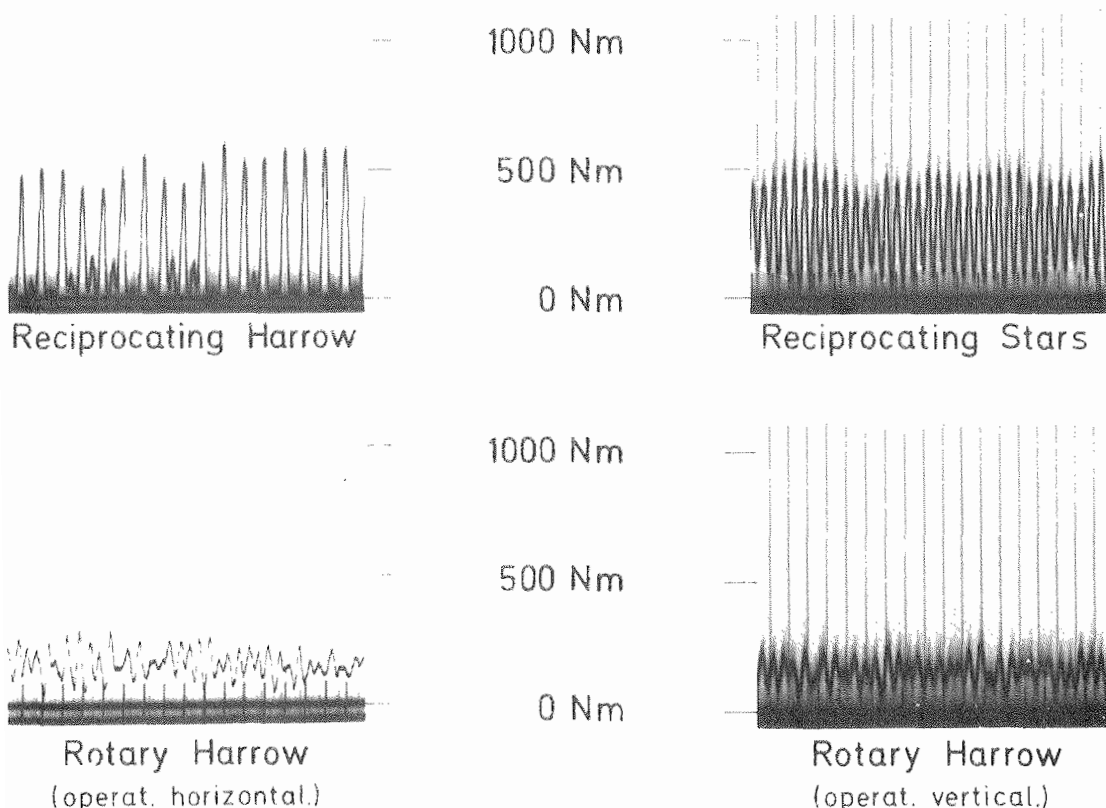 1000 Nm
500 Nm
0 Nm
Reciprocating Harrow
Reciprocating Stars
1000 Nm
500 Nm
0 Nm
Rotary Harrow
(operat. horizontal.)
Rotary Harrow
(operat. vertical.)